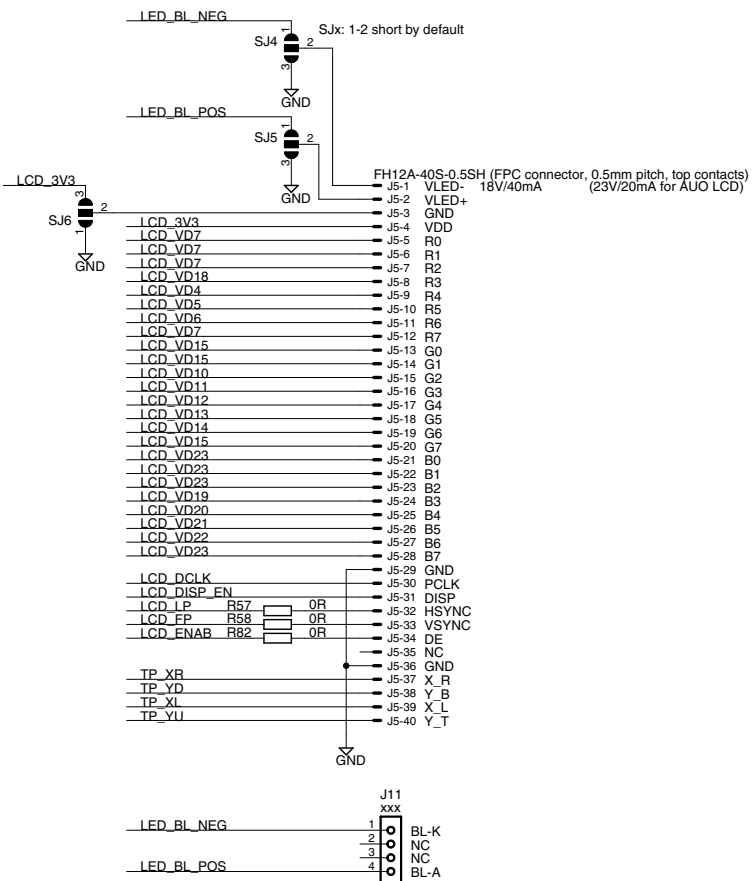 LED_BL_NEG
SJx: 1-2 short by default
1
SJ4
2
3
GND
LED_BL_POS
1
SJ5
2
3
GND
LCD_3V3
3
SJ6
2
1
GND
FH12A-40S-0.5SH (FPC connector, 0.5mm pitch, top contacts)
J5-1 VLED- 18V/40mA (23V/20mA for AUO LCD)
J5-2 VLED+
J5-3 GND
LCD_3V3 J5-4 VDD
LCD_VD7 J5-5 R0
LCD_VD7 J5-6 R1
LCD_VD7 J5-7 R2
LCD_VD18 J5-8 R3
LCD_VD4 J5-9 R4
LCD_VD5 J5-10 R5
LCD_VD6 J5-11 R6
LCD_VD7 J5-12 R7
LCD_VD15 J5-13 G0
LCD_VD15 J5-14 G1
LCD_VD10 J5-15 G2
LCD_VD11 J5-16 G3
LCD_VD12 J5-17 G4
LCD_VD13 J5-18 G5
LCD_VD14 J5-19 G6
LCD_VD15 J5-20 G7
LCD_VD23 J5-21 B0
LCD_VD23 J5-22 B1
LCD_VD23 J5-23 B2
LCD_VD19 J5-24 B3
LCD_VD20 J5-25 B4
LCD_VD21 J5-26 B5
LCD_VD22 J5-27 B6
LCD_VD23 J5-28 B7
J5-29 GND
LCD_DCLK J5-30 PCLK
LCD_DISP_EN J5-31 DISP
LCD_LP R57 0R J5-32 HSYNC
LCD_FP R58 0R J5-33 VSYNC
LCD_ENAB R82 0R J5-34 DE
J5-35 NC
J5-36 GND
TP_XR J5-37 X_R
TP_YD J5-38 Y_B
TP_XL J5-39 X_L
TP_YU J5-40 Y_T
GND
J11
xxx
LED_BL_NEG 1 BL-K
2 NC
3 NC
LED_BL_POS 4 BL-A